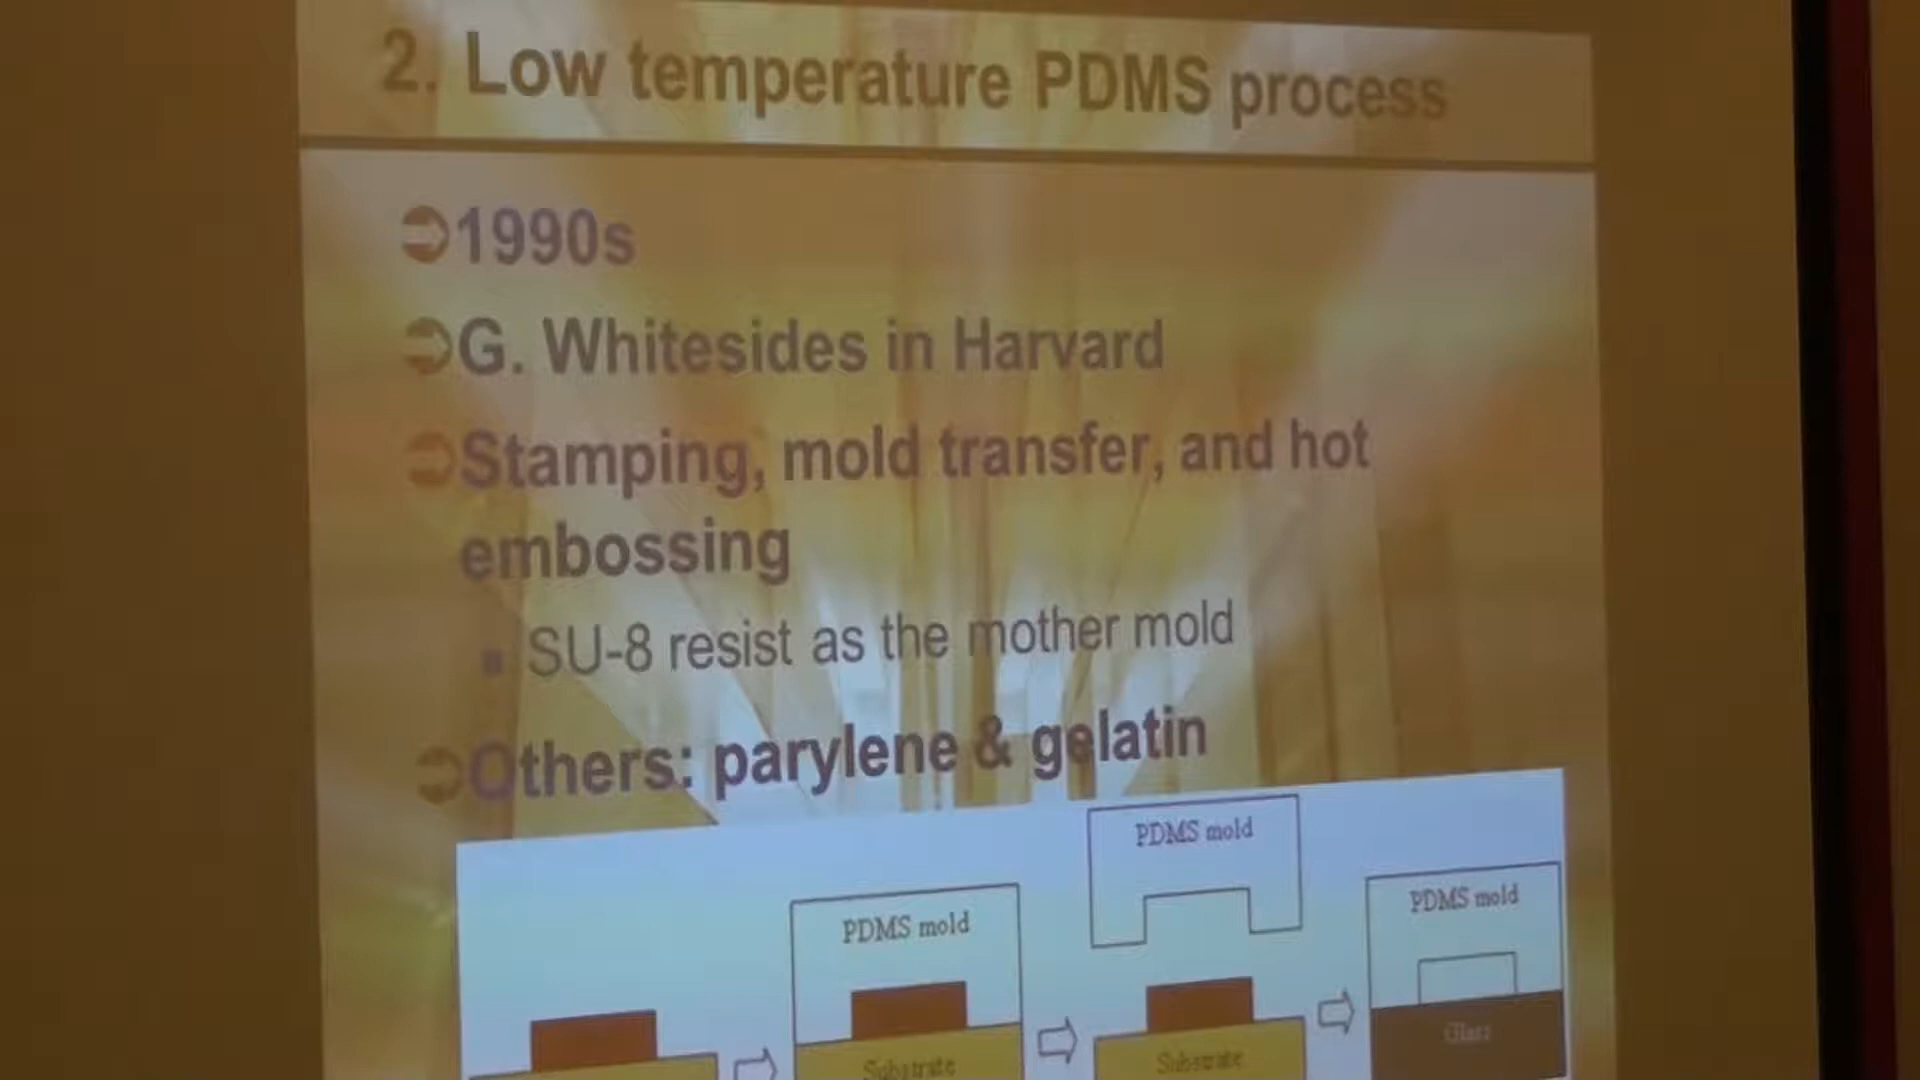 2. Low temperature PDMS process
1990s
G. Whitesides in Harvard
Stamping, mold transfer, and hot
embossing
SU-8 resist as the mother mold
Others: parylene & gelatin
PDMS mold
PDMS mold
PDMS mold
Substrate
Substrate
Glass